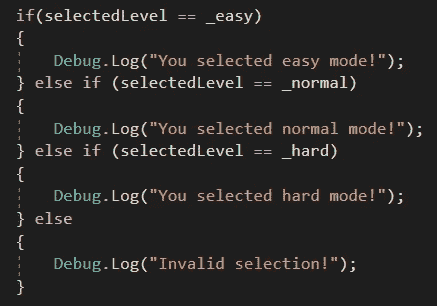 if(selectedLevel == _easy)
{
    Debug.Log("You selected easy mode!");
} else if (selectedLevel == _normal)
{
    Debug.Log("You selected normal mode!");
} else if (selectedLevel == _hard)
{
    Debug.Log("You selected hard mode!");
} else
{
    Debug.Log("Invalid selection!");
}